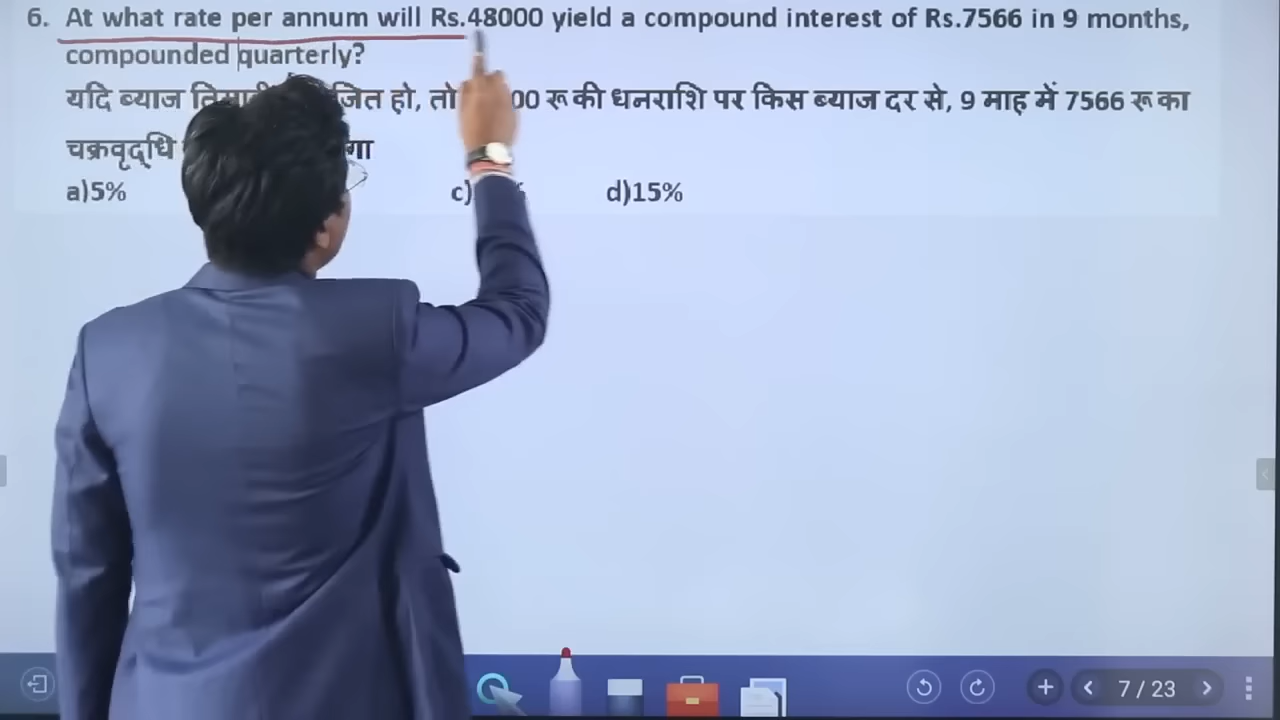 6. At what rate per annum will Rs.48000 yield a compound interest of Rs.7566 in 9 months,
compounded quarterly?
यदि ब्याज हो, तो 00 रू की धनराशि पर किस ब्याज दर से, 9 माह में 7566 रू का
चक्रवृद्धि
a)5% c) d)15%
7 / 23